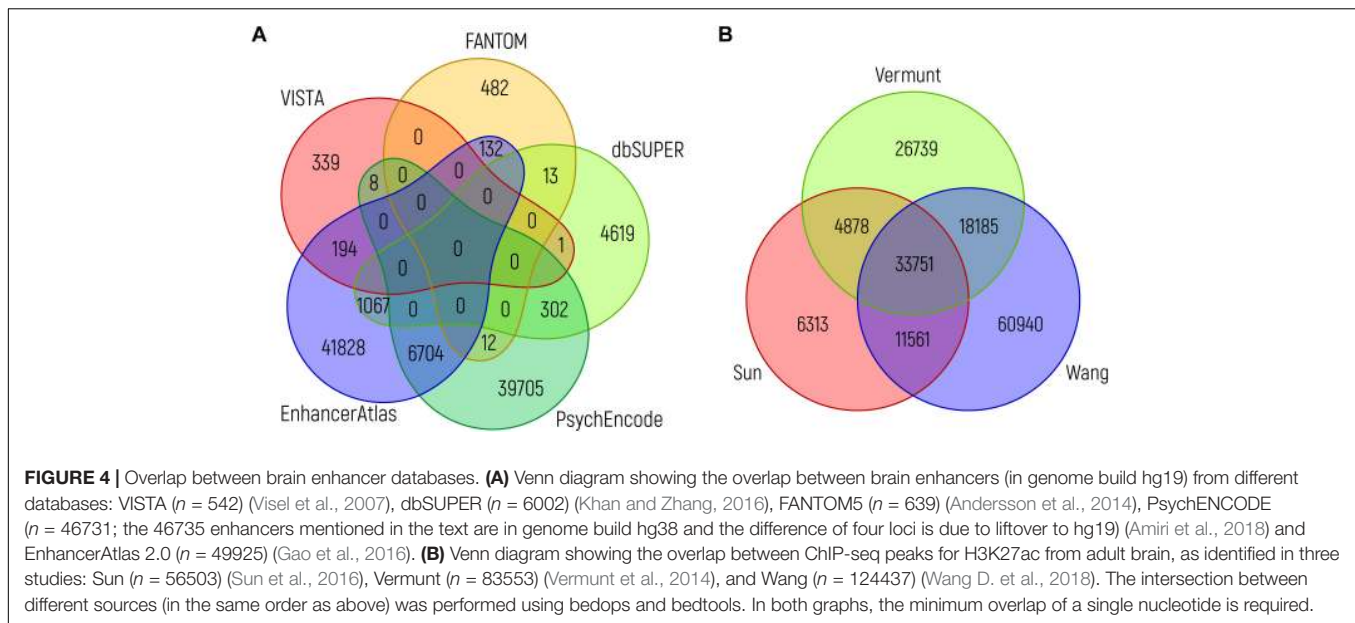 A
FANTOM
482
VISTA
0
132
dbSUPER
339
0
13
8
0
0
0
0
0
0
1
4619
194
0
0
0
1067
0
0
0
302
41828
6704
12
39705
EnhancerAtlas
PsychEncode
B
Vermunt
26739
4878
18185
33751
6313
11561
60940
Sun
Wang
FIGURE 4 | Overlap between brain enhancer databases. (A) Venn diagram showing the overlap between brain enhancers (in genome build hg19) from different
databases: VISTA (n = 542) (Visel et al., 2007), dbSUPER (n = 6002) (Khan and Zhang, 2016), FANTOM5 (n = 639) (Andersson et al., 2014), PsychENCODE
(n = 46731; the 46735 enhancers mentioned in the text are in genome build hg38 and the difference of four loci is due to liftover to hg19) (Amiri et al., 2018) and
EnhancerAtlas 2.0 (n = 49925) (Gao et al., 2016). (B) Venn diagram showing the overlap between ChIP-seq peaks for H3K27ac from adult brain, as identified in three
studies: Sun (n = 56503) (Sun et al., 2016), Vermunt (n = 83553) (Vermunt et al., 2014), and Wang (n = 124437) (Wang D. et al., 2018). The intersection between
different sources (in the same order as above) was performed using bedops and bedtools. In both graphs, the minimum overlap of a single nucleotide is required.